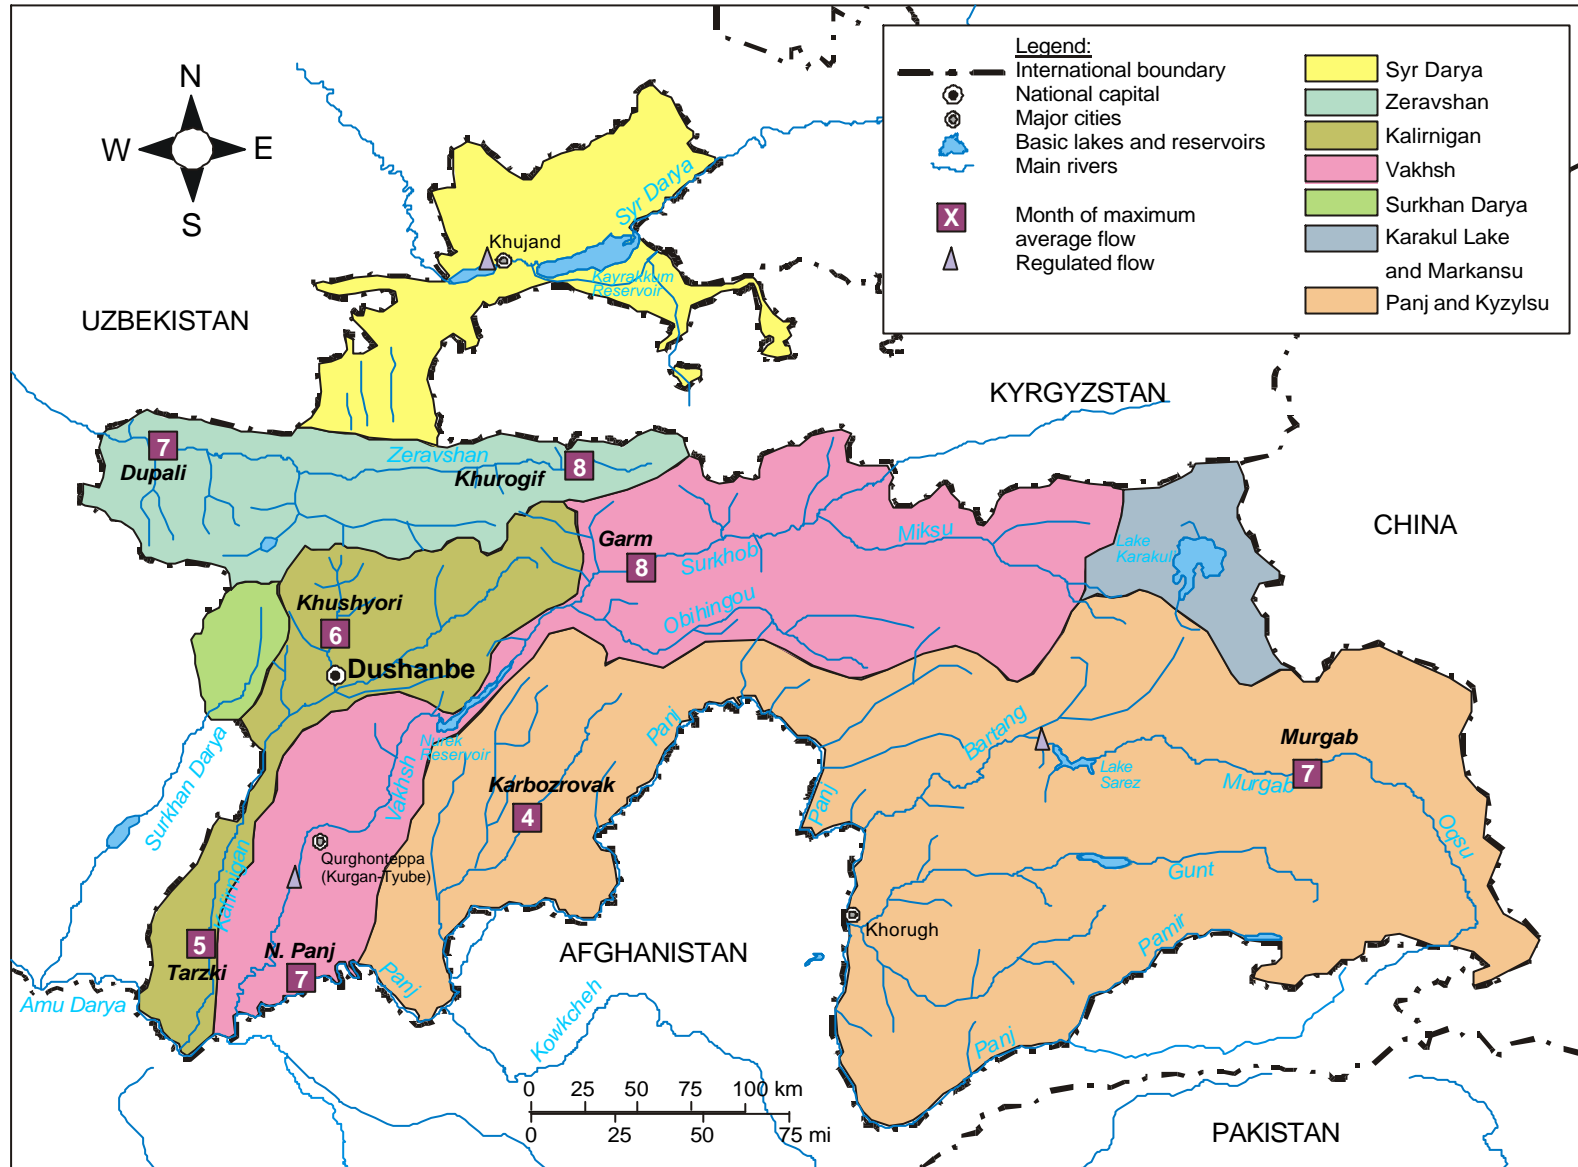 Legend:
International boundary
National capital
Major cities
Basic lakes and reservoirs
Main rivers
X
Month of maximum
average flow
Regulated flow
Syr Darya
Zeravshan
Kalirnigan
Vakhsh
Surkhan Darya
Karakul Lake
and Markansu
Panj and Kyzylsu
N
W
E
S
Syr Darya
Khujand
Kayrakkum
Reservoir
UZBEKISTAN
KYRGYZSTAN
CHINA
7
Dupali
Zeravshan
Khurogif
8
Garm
8
Surkhob
Miksu
Lake
Karakul
Obihingou
Khushyori
6
Dushanbe
Surkhan Darya
Nurek
Reservoir
Vakhsh
Panj
Karbozrovak
4
Panj
Bartang
Lake
Sarez
Murgab
7
Murgab
Oqsu
Qurghonteppa
(Kurgan-Tyube)
Kafirnigan
Gunt
Khorugh
Pamir
5
Tarzki
N. Panj
7
Panj
AFGHANISTAN
Amu Darya
Kowkcheh
Panj
PAKISTAN
0 25 50 75 100 km
0 25 50 75 mi